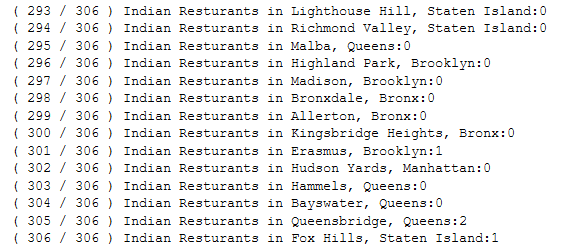 ( 293 / 306 ) Indian Resturants in Lighthouse Hill, Staten Island:0
( 294 / 306 ) Indian Resturants in Richmond Valley, Staten Island:0
( 295 / 306 ) Indian Resturants in Malba, Queens:0
( 296 / 306 ) Indian Resturants in Highland Park, Brooklyn:0
( 297 / 306 ) Indian Resturants in Madison, Brooklyn:0
( 298 / 306 ) Indian Resturants in Bronxdale, Bronx:0
( 299 / 306 ) Indian Resturants in Allerton, Bronx:0
( 300 / 306 ) Indian Resturants in Kingsbridge Heights, Bronx:0
( 301 / 306 ) Indian Resturants in Erasmus, Brooklyn:1
( 302 / 306 ) Indian Resturants in Hudson Yards, Manhattan:0
( 303 / 306 ) Indian Resturants in Hammels, Queens:0
( 304 / 306 ) Indian Resturants in Bayswater, Queens:0
( 305 / 306 ) Indian Resturants in Queensbridge, Queens:2
( 306 / 306 ) Indian Resturants in Fox Hills, Staten Island:1